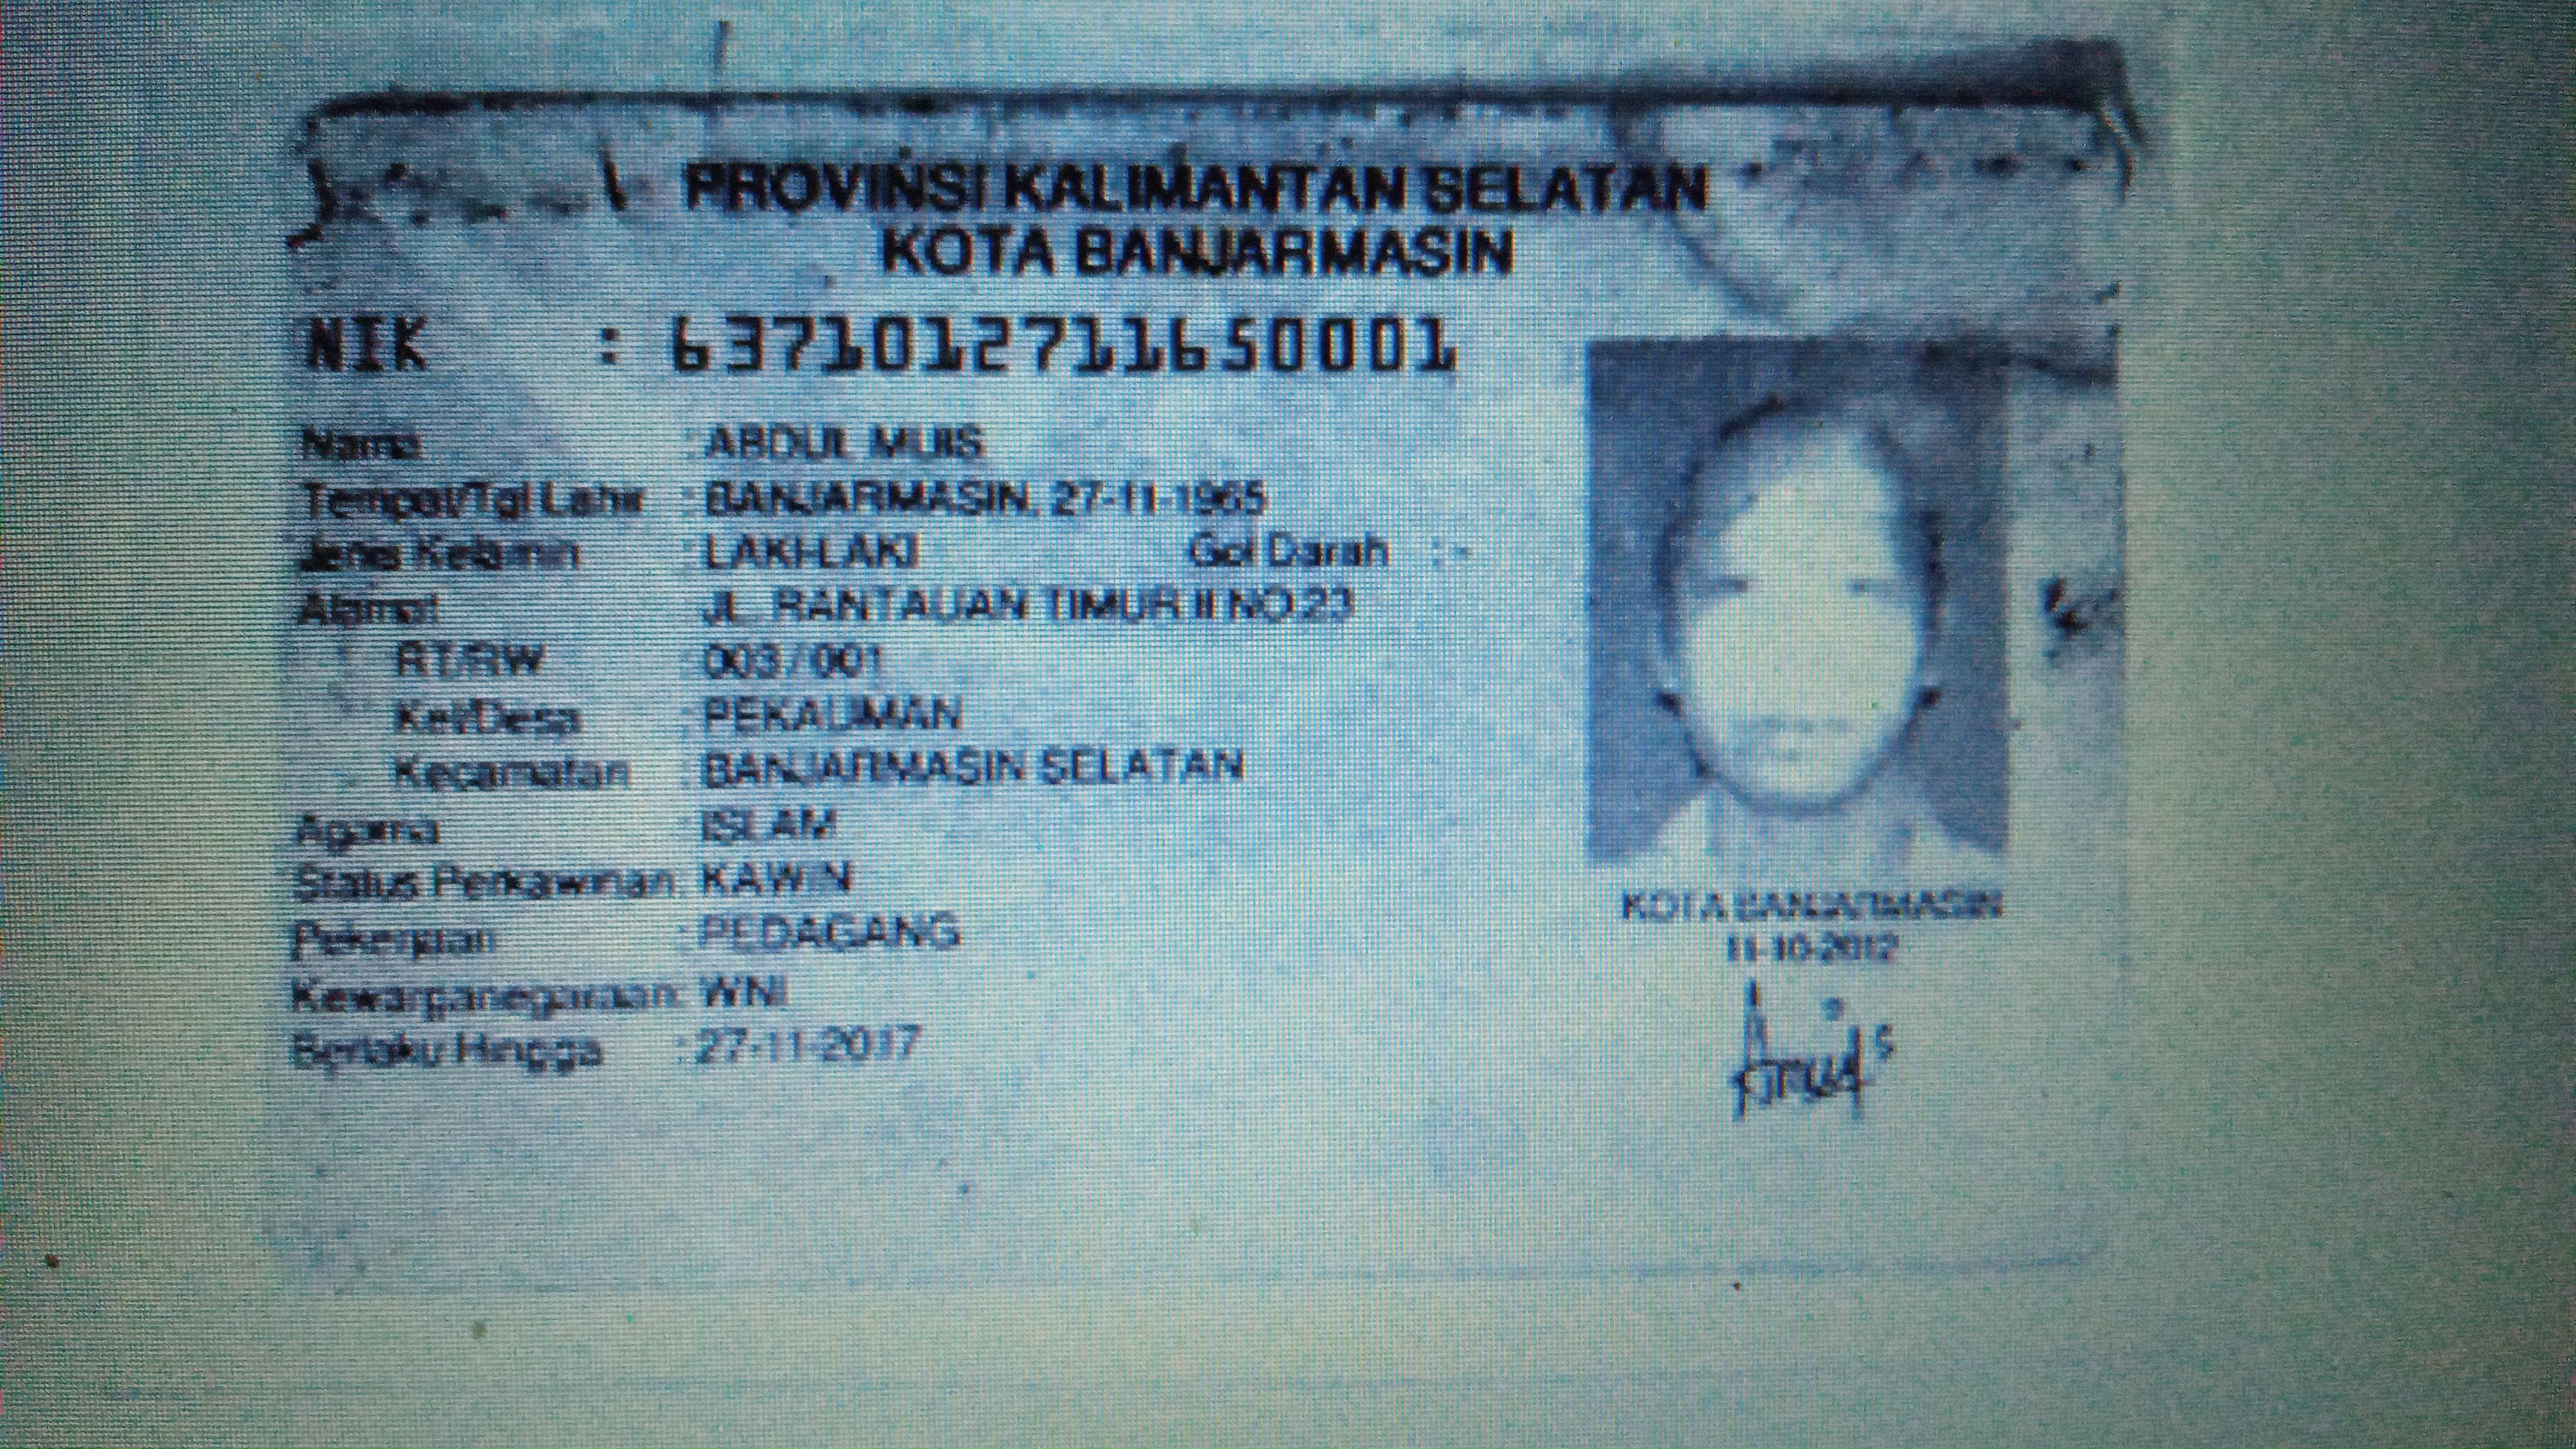 PROVINSI KALIMANTAN SELATAN
KOTA BANJARMASIN
NIK : 6371012711650001
Nama : ABDUL MUIS
Tempat/Tgl Lahir : BANJARMASIN, 27-11-1965
Jenis Kelamin : LAKI-LAKI Gol Darah : -
Alamat JL. RANTAUAN TIMUR II NO.23
RT/RW : 003 / 001
Kel/Desa : PEKAUMAN
Kecamatan : BANJARMASIN SELATAN
Agama : ISLAM
Status Perkawinan : KAWIN
Pekerjaan : PEDAGANG
Kewarganegaraan : WNI
Berlaku Hingga : 27-11-2017
KOTA BANJARMASIN
11-10-2012